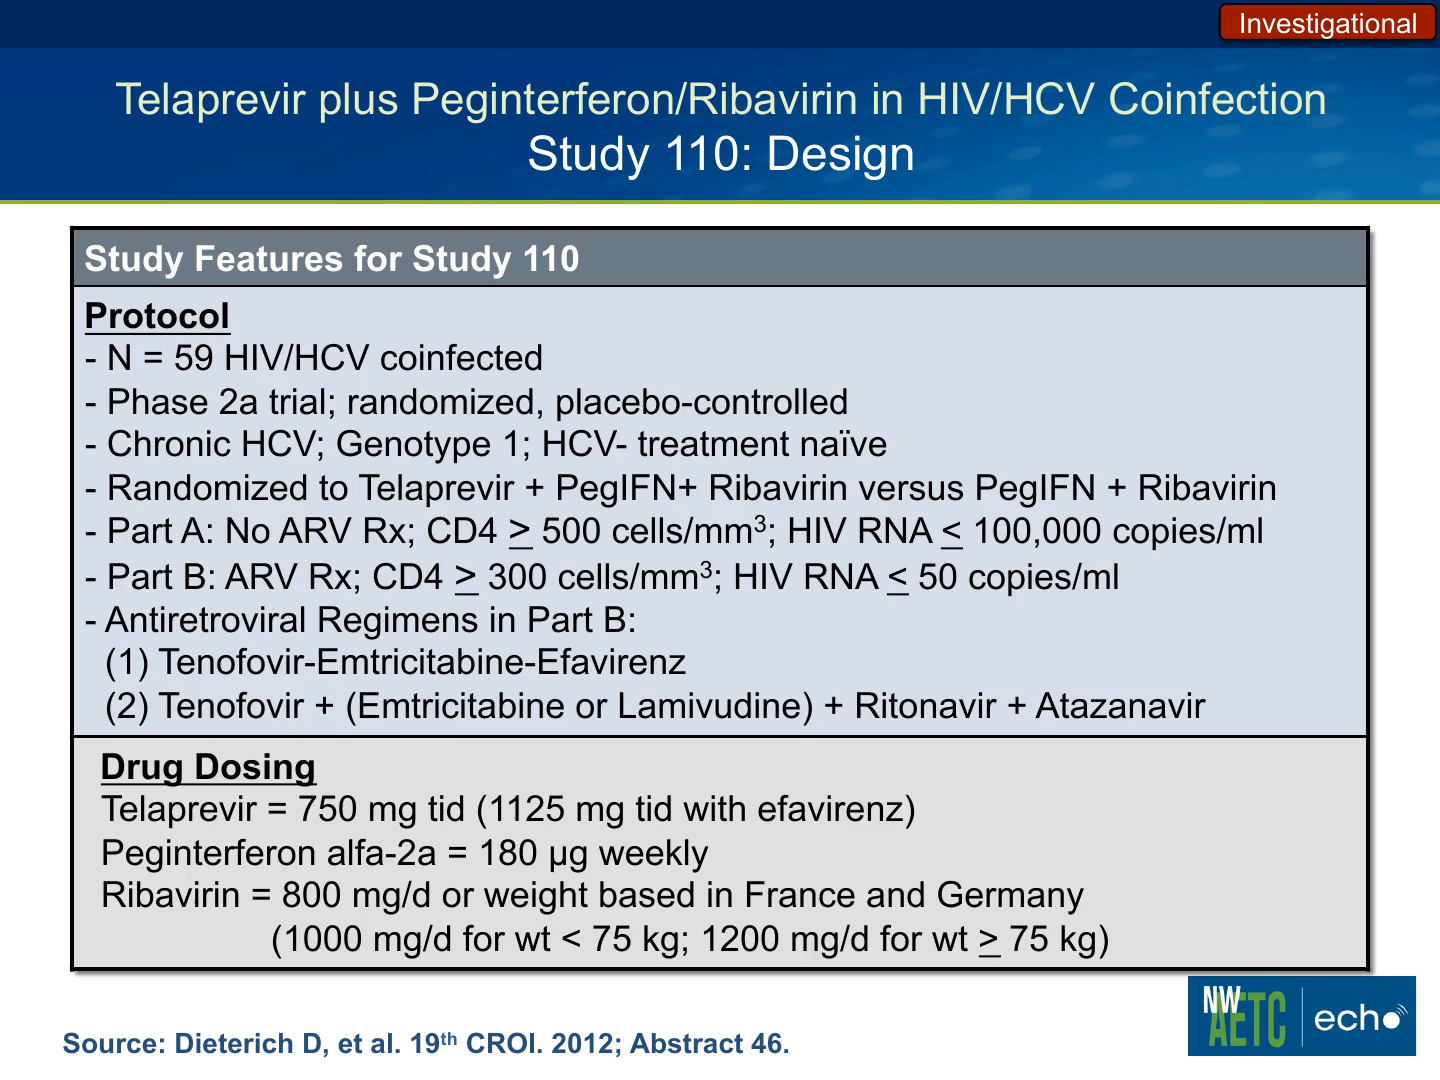 Investigational
Telaprevir plus Peginterferon/Ribavirin in HIV/HCV Coinfection
Study 110: Design
Study Features for Study 110
Protocol
- N = 59 HIV/HCV coinfected
- Phase 2a trial; randomized, placebo-controlled
- Chronic HCV; Genotype 1; HCV- treatment naïve
- Randomized to Telaprevir + PegIFN+ Ribavirin versus PegIFN + Ribavirin
- Part A: No ARV Rx; CD4 ≥ 500 cells/mm³; HIV RNA ≤ 100,000 copies/ml
- Part B: ARV Rx; CD4 ≥ 300 cells/mm³; HIV RNA ≤ 50 copies/ml
- Antiretroviral Regimens in Part B:
(1) Tenofovir-Emtricitabine-Efavirenz
(2) Tenofovir + (Emtricitabine or Lamivudine) + Ritonavir + Atazanavir
Drug Dosing
Telaprevir = 750 mg tid (1125 mg tid with efavirenz)
Peginterferon alfa-2a = 180 µg weekly
Ribavirin = 800 mg/d or weight based in France and Germany
(1000 mg/d for wt < 75 kg; 1200 mg/d for wt ≥ 75 kg)
NW AETC echo
Source: Dieterich D, et al. 19th CROI. 2012; Abstract 46.